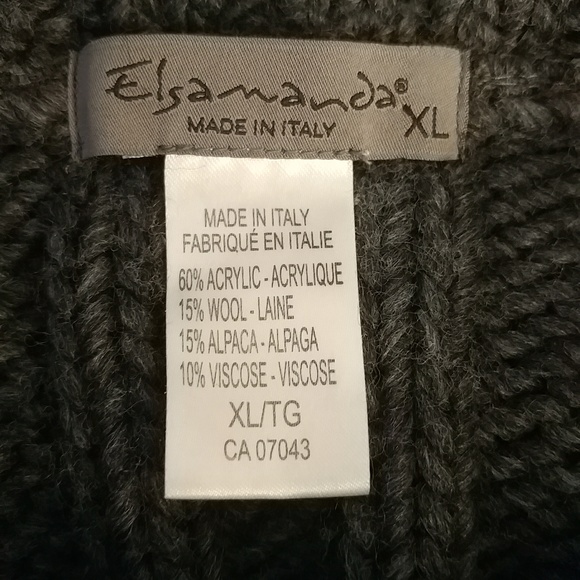 Elsamanda® XL
MADE IN ITALY
MADE IN ITALY
FABRIQUÉ EN ITALIE
60% ACRYLIC - ACRYLIQUE
15% WOOL - LAINE
15% ALPACA - ALPAGA
10% VISCOSE - VISCOSE
XL/TG
CA 07043